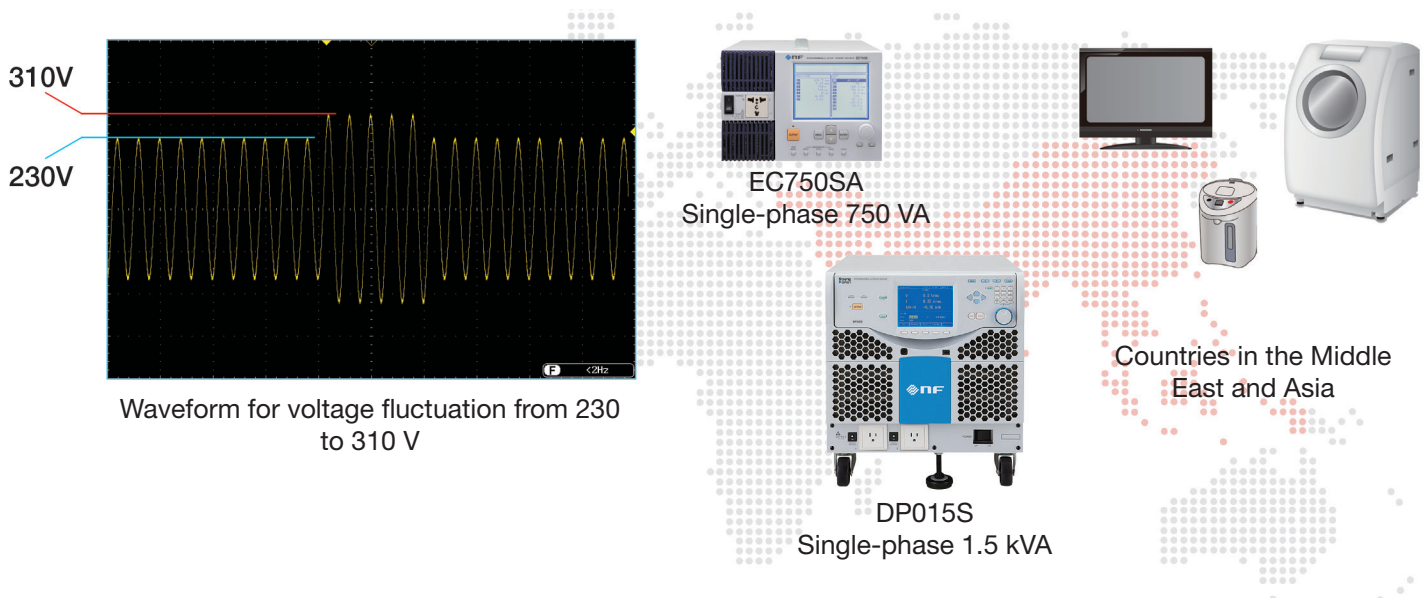 310V
230V
F <2Hz
Waveform for voltage fluctuation from 230
to 310 V
nF
EC750SA
Single-phase 750 VA
nF
DP015S
Single-phase 1.5 kVA
Countries in the Middle
East and Asia